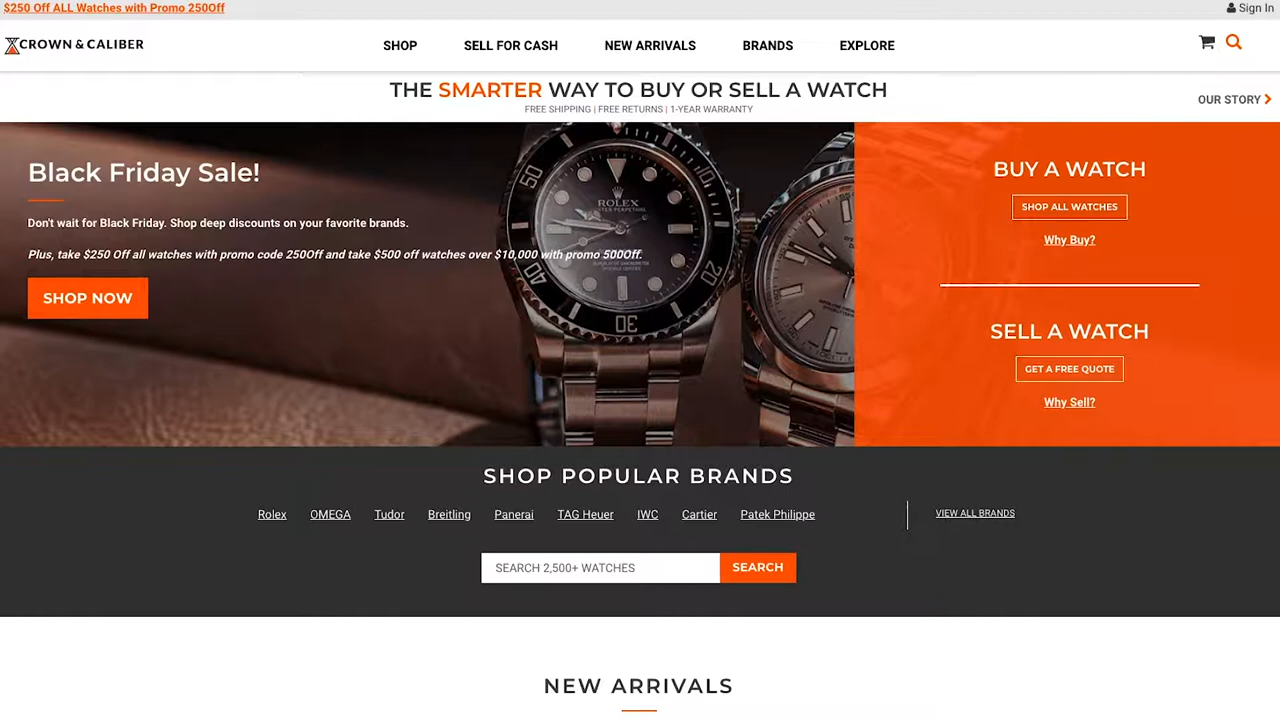 $250 Off ALL Watches with Promo 250Off
Sign In
CROWN & CALIBER
SHOP
SELL FOR CASH
NEW ARRIVALS
BRANDS
EXPLORE
THE SMARTER WAY TO BUY OR SELL A WATCH
FREE SHIPPING | FREE RETURNS | 1-YEAR WARRANTY
OUR STORY
Black Friday Sale!
Don't wait for Black Friday. Shop deep discounts on your favorite brands.
Plus, take $250 Off all watches with promo code 250Off and take $500 off watches over $10,000 with promo 500Off.
SHOP NOW
50
ROLEX
40
30
20
BUY A WATCH
SHOP ALL WATCHES
Why Buy?
SELL A WATCH
GET A FREE QUOTE
Why Sell?
SHOP POPULAR BRANDS
Rolex
OMEGA
Tudor
Breitling
Panerai
TAG Heuer
IWC
Cartier
Patek Philippe
VIEW ALL BRANDS
SEARCH 2,500+ WATCHES
SEARCH
NEW ARRIVALS